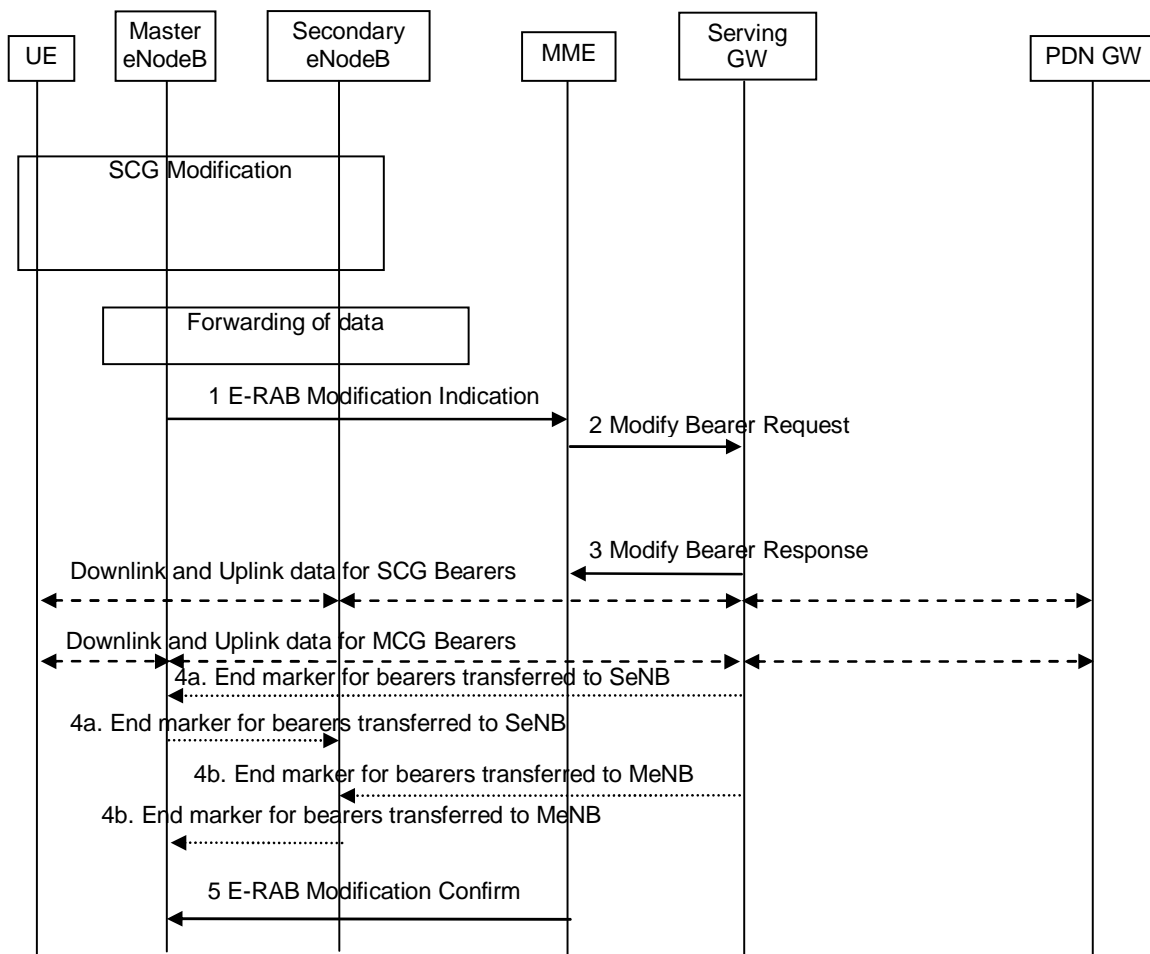 UE
Master
eNodeB
Secondary
eNodeB
MME
Serving
GW
PDN GW
SCG Modification
Forwarding of data
1 E-RAB Modification Indication
2 Modify Bearer Request
3 Modify Bearer Response
Downlink and Uplink data for SCG Bearers
Downlink and Uplink data for MCG Bearers
4a. End marker for bearers transferred to SeNB
4a. End marker for bearers transferred to SeNB
4b. End marker for bearers transferred to MeNB
4b. End marker for bearers transferred to MeNB
5 E-RAB Modification Confirm